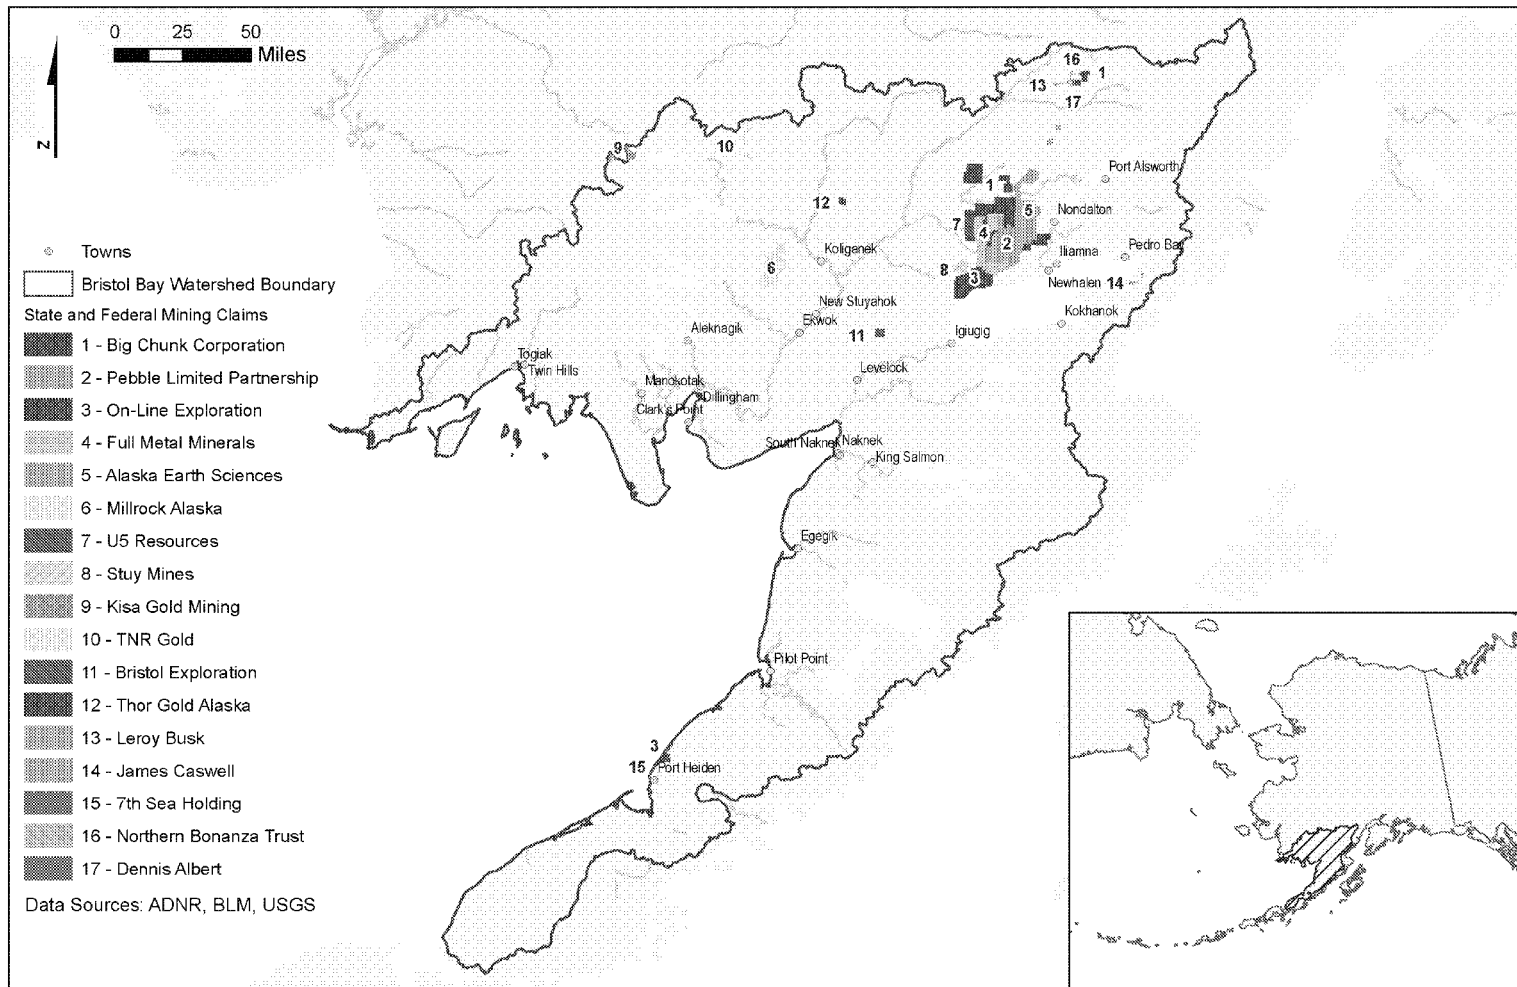 0 25 50
Miles
N
16
13 1
17
9 10
Port Alsworth
1
12
7 5 Nondalton
4 2
Koliganek
Iliamna Pedro Bay
6 8 3
Newhalen 14
New Stuyahok
Ekwok
Kokhanok
11 Igiugig
Aleknagik
Togiak
Twin Hills
Levelock
Manokotak
Dillingham
Clark's Point
South Naknek Naknek
King Salmon
Egegik
Pilot Point
3
15 Port Heiden
Towns
Bristol Bay Watershed Boundary
State and Federal Mining Claims
1 - Big Chunk Corporation
2 - Pebble Limited Partnership
3 - On-Line Exploration
4 - Full Metal Minerals
5 - Alaska Earth Sciences
6 - Millrock Alaska
7 - U5 Resources
8 - Stuy Mines
9 - Kisa Gold Mining
10 - TNR Gold
11 - Bristol Exploration
12 - Thor Gold Alaska
13 - Leroy Busk
14 - James Caswell
15 - 7th Sea Holding
16 - Northern Bonanza Trust
17 - Dennis Albert
Data Sources: ADNR, BLM, USGS